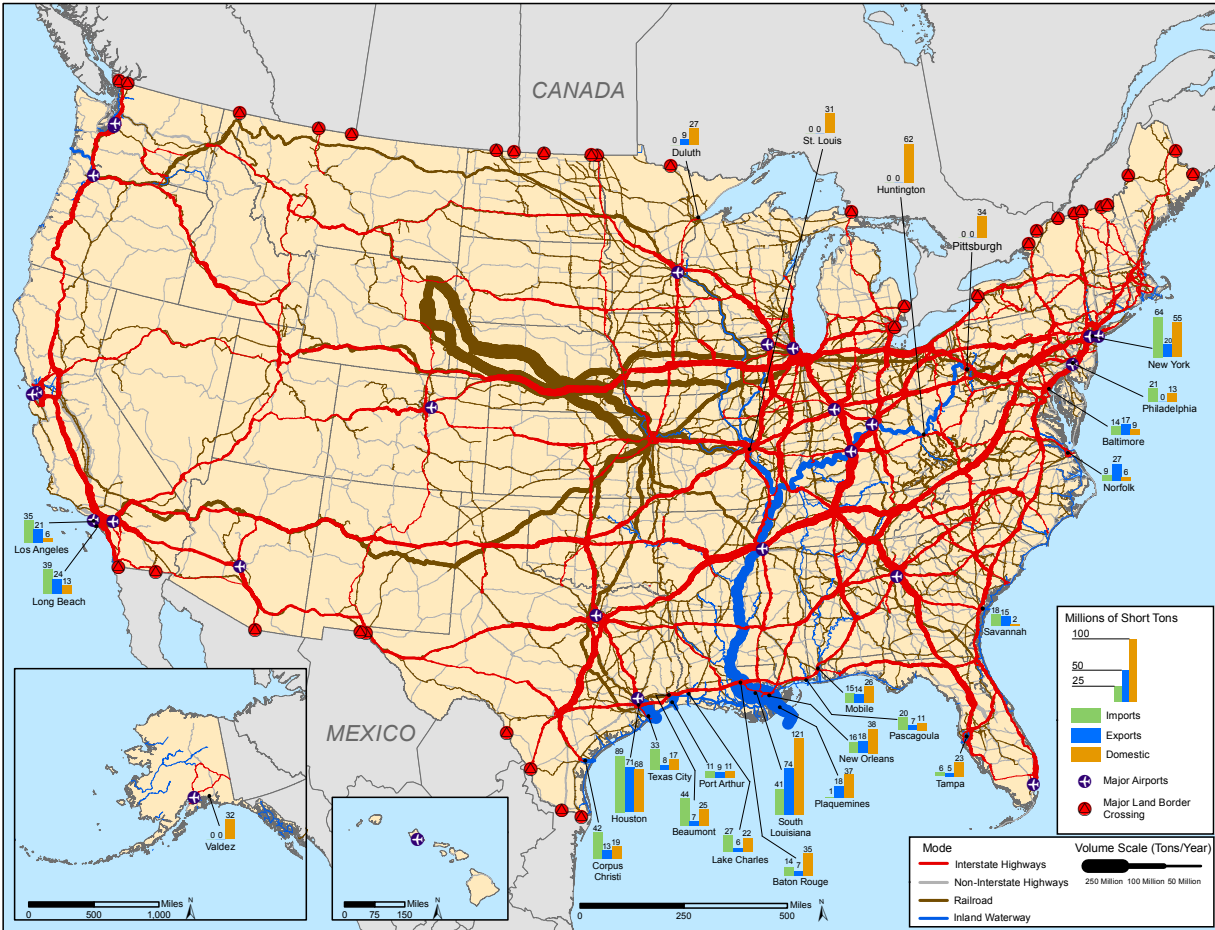 CANADA
31
0 0
St. Louis
27
0 9
Duluth
62
0 0
Huntington
34
0 0
Pittsburgh
64
20
55
New York
21
0
13
Philadelphia
14 17 9
Baltimore
27
9
6
Norfolk
35
21
6
Los Angeles
39
24
13
Long Beach
18 15
2
Savannah
15 14
26
Mobile
20
7
11
Pascagoula
16 18
38
New Orleans
1
18
37
Plaquemines
6 5
23
Tampa
89
71 68
Houston
33
8
17
Texas City
11 9 11
Port Arthur
44
7
25
Beaumont
27
6
22
Lake Charles
41
74
121
South
Louisiana
14
7
35
Baton Rouge
42
13
19
Corpus
Christi
MEXICO
32
0 0
Valdez
Miles
0 500 1,000
N
Miles
0 75 150
N
Miles
0 250 500
N
Millions of Short Tons
100
50
25
Imports
Exports
Domestic
Major Airports
Major Land Border
Crossing
Mode
Interstate Highways
Non-Interstate Highways
Railroad
Inland Waterway
Volume Scale (Tons/Year)
250 Million 100 Million 50 Million